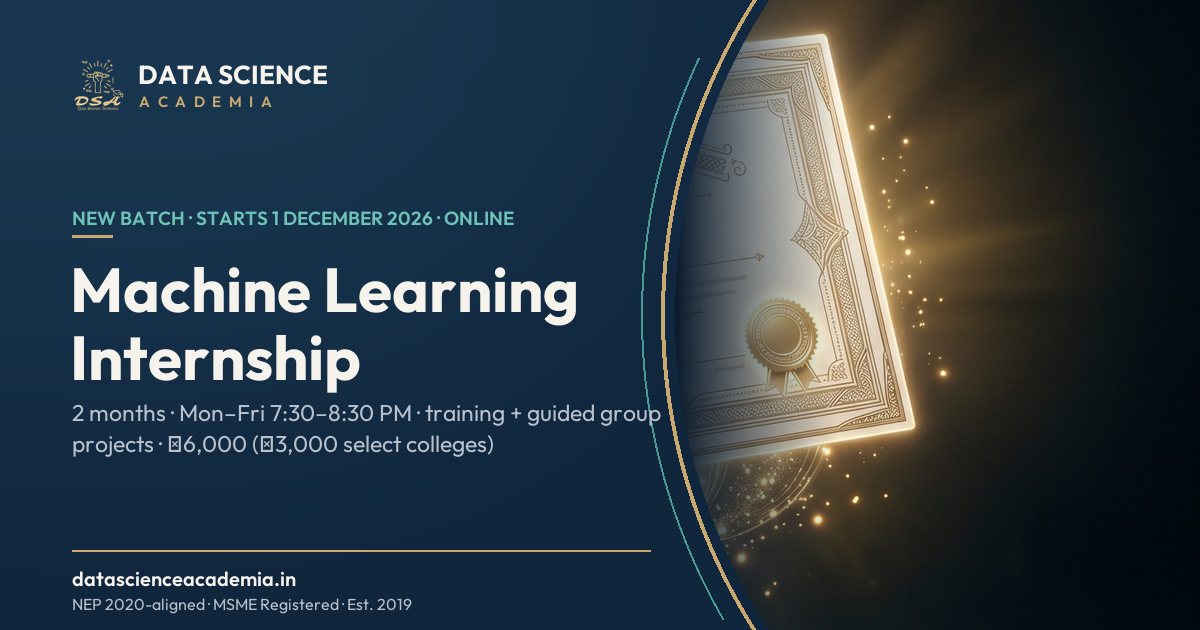 DSA
DATA SCIENCE
ACADEMIA
NEW BATCH · STARTS 1 DECEMBER 2026 · ONLINE
Machine Learning
Internship
2 months · Mon–Fri 7:30–8:30 PM · training + guided group
projects · 6,000 (3,000 select colleges)
datascienceacademia.in
NEP 2020-aligned · MSME Registered · Est. 2019